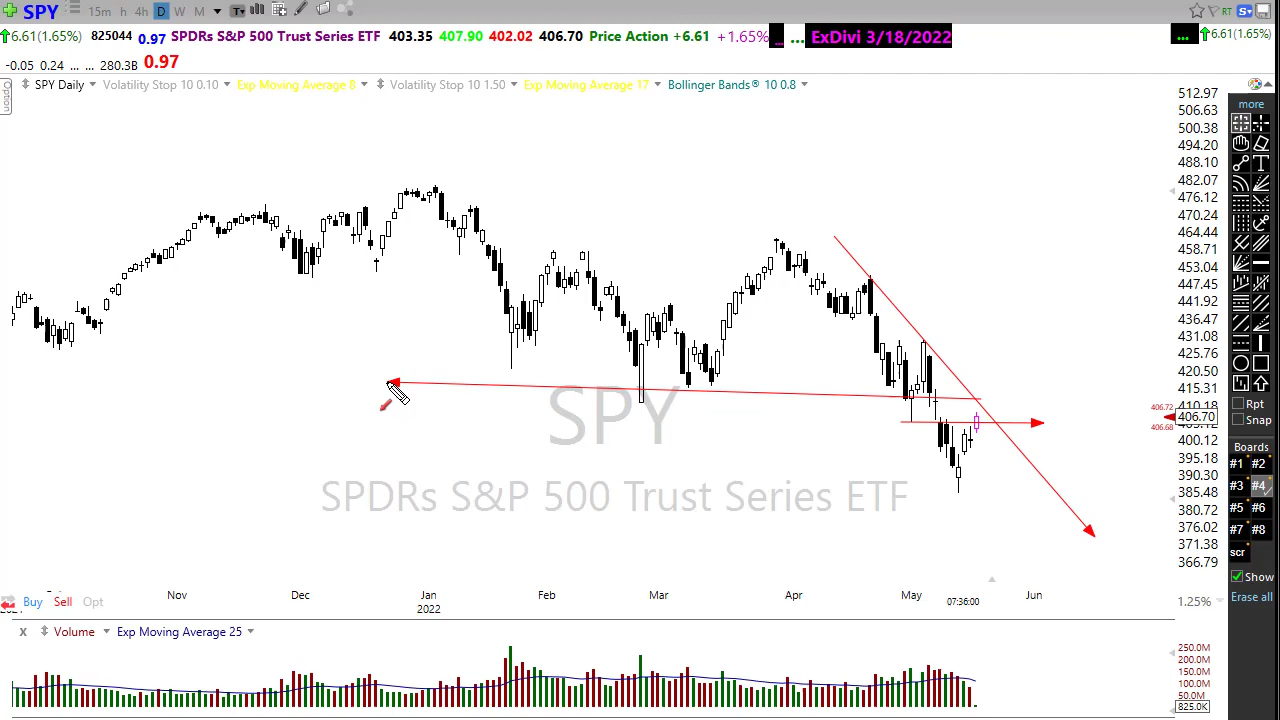 SPY 15m h 4h D W M T RT S
6.61(1.65%) 825044 0.97 SPDRs S&P 500 Trust Series ETF 403.35 407.90 402.02 406.70 Price Action +6.61 +1.65% ... ... ExDivi 3/18/2022 ... 6.61(1.65%)
-0.05 0.24 ... ... 280.3B 0.97
Option
SPY Daily Volatility Stop 10 0.10 Exp Moving Average 8 Volatility Stop 10 1.50 Exp Moving Average 17 Bollinger Bands® 10 0.8
512.97
506.63
500.38
494.20
488.10
482.07
476.12
470.24
464.44
458.71
453.04
447.45
441.92
436.47
431.08
425.76
420.50
415.31
410.18
406.72
406.70
406.68
400.12
395.18
390.30
385.48
380.72
376.02
371.38
366.79
more
T
Rpt
Snap
Boards
#1 #2
#3 #4
#5 #6
#7 #8
scr
Show
Erase all
SPY
SPDRs S&P 500 Trust Series ETF
Nov Dec Jan Feb Mar Apr May Jun
2022
07:36:00
Buy Sell Opt
1.25%
X Volume Exp Moving Average 25
250.0M
200.0M
150.0M
100.0M
50.0M
825.0K